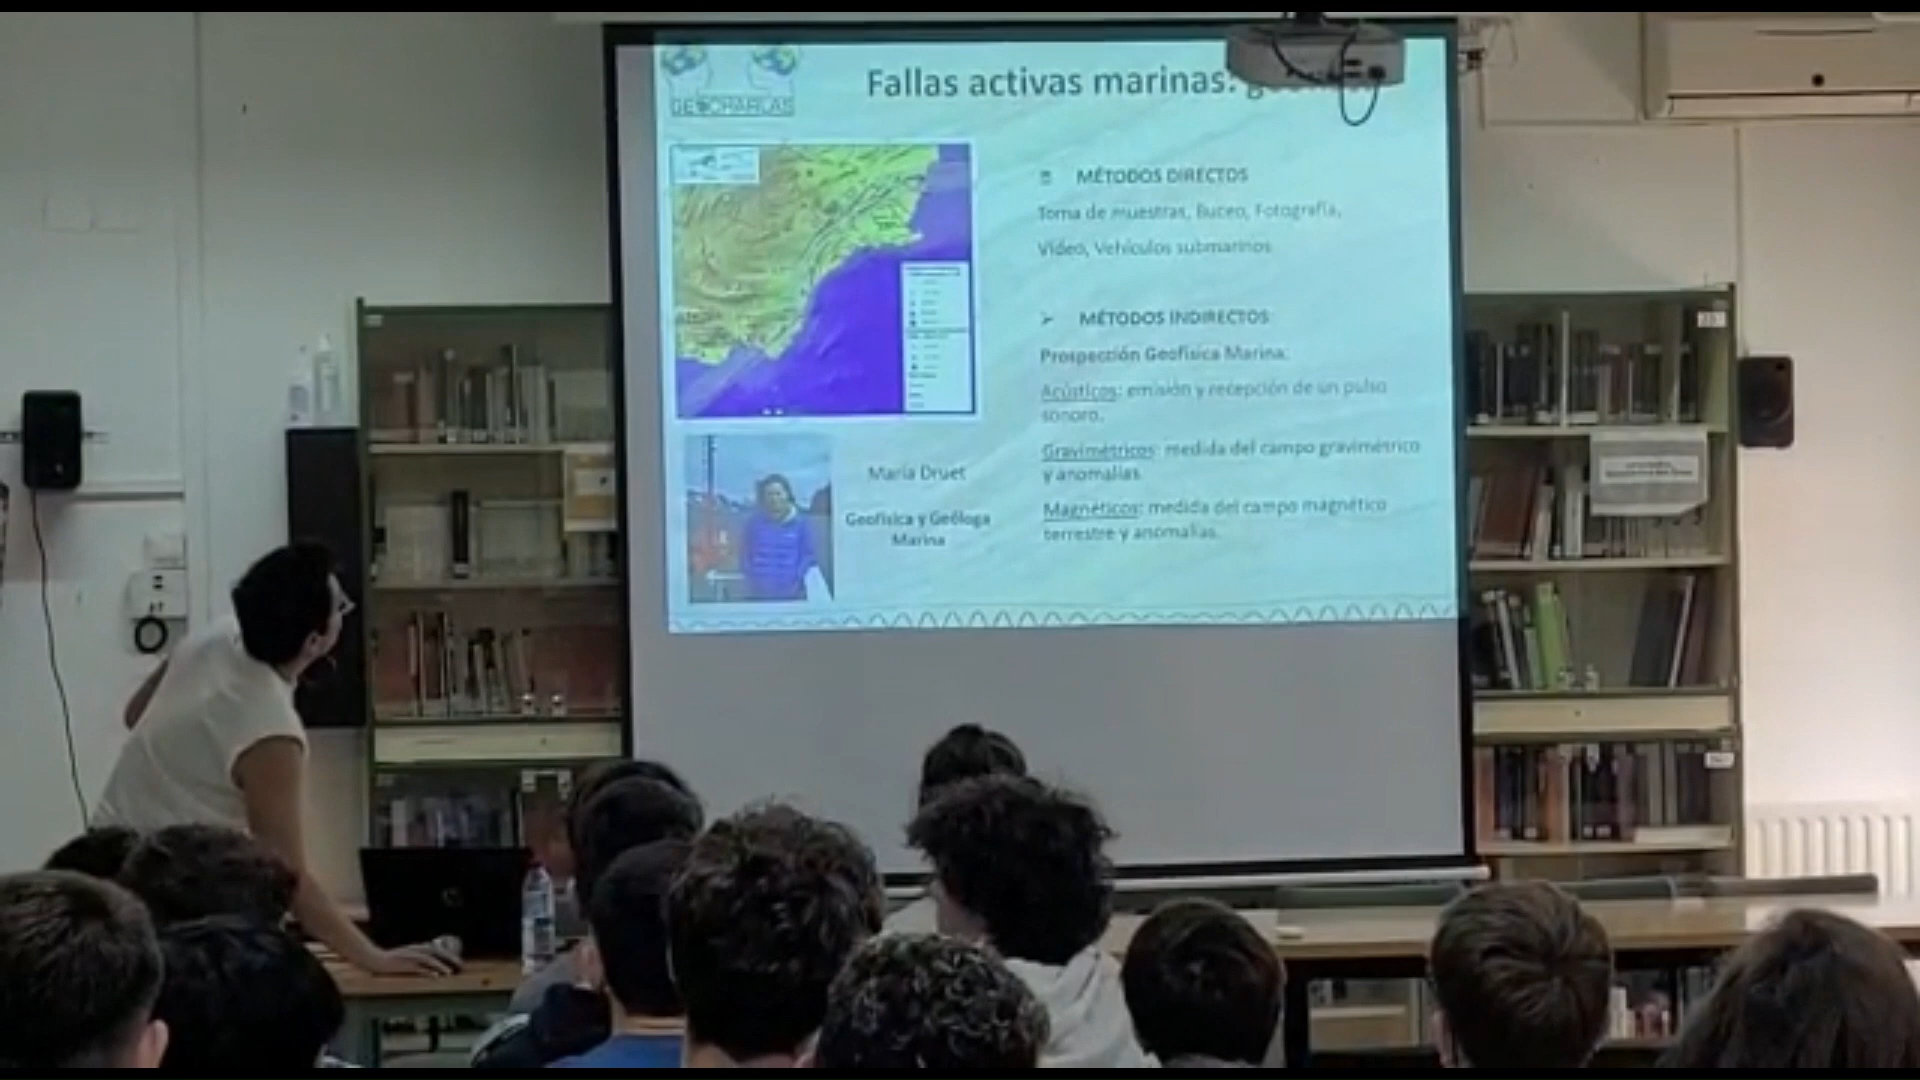 GEOCHARLAS
Fallas activas marinas:
MÉTODOS DIRECTOS
Toma de muestras, Buceo, Fotografía,
Vídeo, Vehículos submarinos
➢ MÉTODOS INDIRECTOS
Prospección Geofísica Marina:
Acústicos: emisión y recepción de un pulso
sonoro.
Gravimétricos: medida del campo gravimétrico
y anomalías.
Magnéticos: medida del campo magnético
terrestre y anomalías.
María Druet
Geofísica y Geóloga
Marina